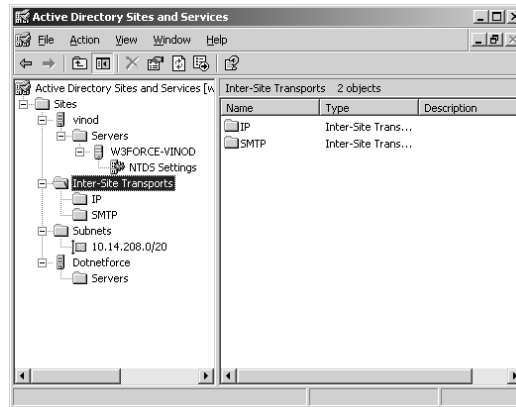 Active Directory Sites and Services
File Action View Window Help
Active Directory Sites and Services [w
Sites
vinod
Servers
W3FORCE-VINOD
NTDS Settings
Inter-Site Transports
IP
SMTP
Subnets
10.14.208.0/20
Dotnetforce
Servers
Inter-Site Transports 2 objects
Name Type Description
IP Inter-Site Trans...
SMTP Inter-Site Trans...